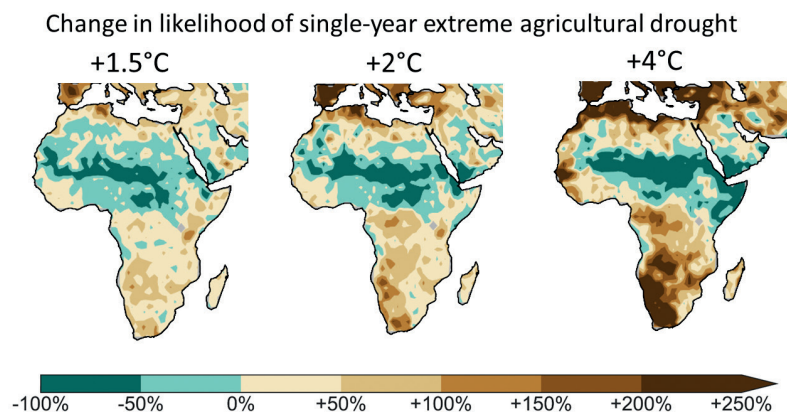 Change in likelihood of single-year extreme agricultural drought
+1.5°C +2°C +4°C
-100% -50% 0% +50% +100% +150% +200% +250%